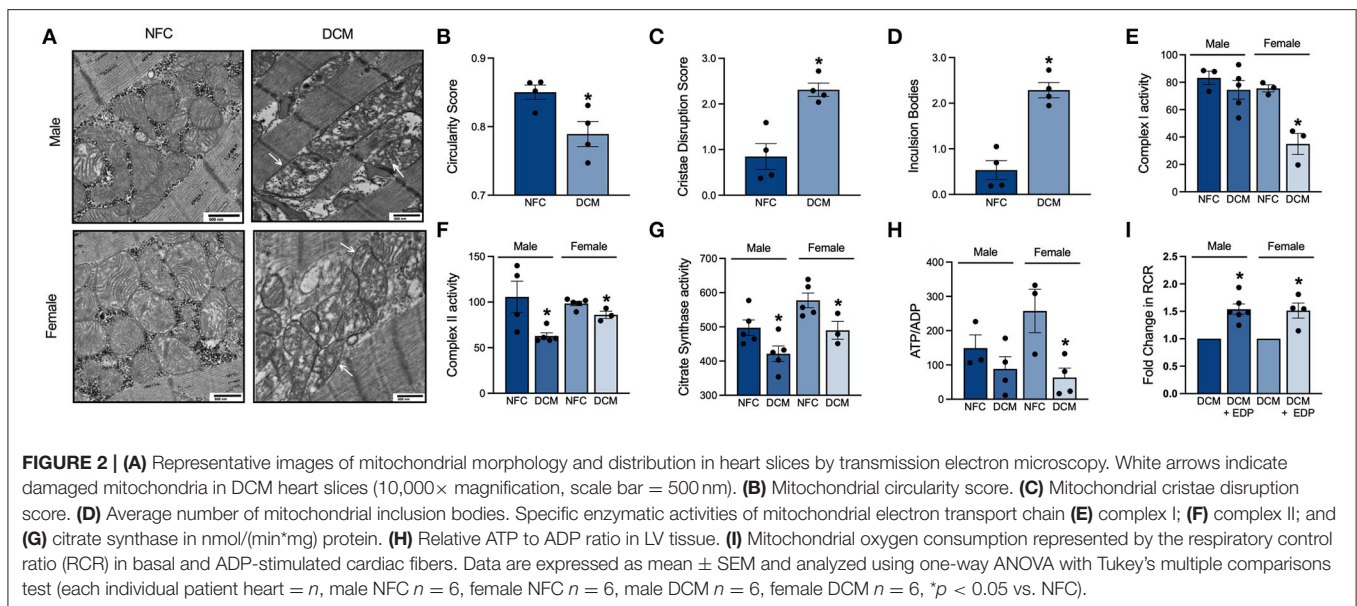 A
NFC
DCM
Male
Female
500 nm
500 nm
500 nm
500 nm
B
Circularity Score
0.9
0.8
0.7
*
NFC
DCM
C
Cristae Disruption Score
3.0
2.0
1.0
0.0
*
NFC
DCM
D
Inculsion Bodies
3.0
2.0
1.0
0.0
*
NFC
DCM
E
Male
Female
Complex I activity
100
80
60
40
20
0
*
NFC DCM NFC DCM
F
Male
Female
Complex II activity
150
100
50
0
*
*
NFC DCM NFC DCM
G
Male
Female
Citrate Synthase activity
700
600
500
400
300
*
*
NFC DCM NFC DCM
H
Male
Female
ATP/ADP
400
300
200
100
0
*
NFC DCM NFC DCM
I
Male
Female
Fold Change in RCR
2.5
2.0
1.5
1.0
0.5
0.0
*
*
DCM DCM DCM DCM
+ EDP + EDP
FIGURE 2 | (A) Representative images of mitochondrial morphology and distribution in heart slices by transmission electron microscopy. White arrows indicate
damaged mitochondria in DCM heart slices (10,000× magnification, scale bar = 500 nm). (B) Mitochondrial circularity score. (C) Mitochondrial cristae disruption
score. (D) Average number of mitochondrial inclusion bodies. Specific enzymatic activities of mitochondrial electron transport chain (E) complex I; (F) complex II; and
(G) citrate synthase in nmol/(min*mg) protein. (H) Relative ATP to ADP ratio in LV tissue. (I) Mitochondrial oxygen consumption represented by the respiratory control
ratio (RCR) in basal and ADP-stimulated cardiac fibers. Data are expressed as mean ± SEM and analyzed using one-way ANOVA with Tukey's multiple comparisons
test (each individual patient heart = n, male NFC n = 6, female NFC n = 6, male DCM n = 6, female DCM n = 6, *p < 0.05 vs. NFC).